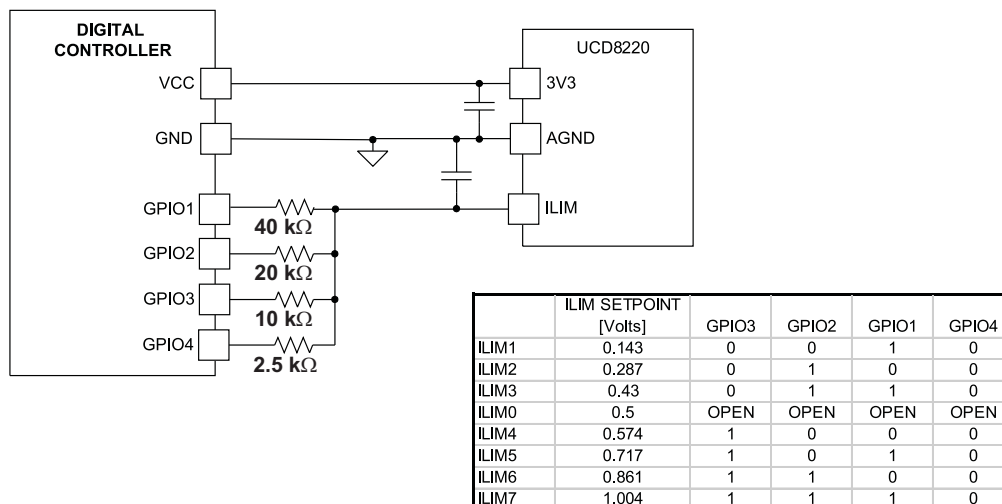 DIGITAL
CONTROLLER
VCC
GND
GPIO1
GPIO2
GPIO3
GPIO4
40 kΩ
20 kΩ
10 kΩ
2.5 kΩ
UCD8220
3V3
AGND
ILIM
ILIM SETPOINT
[Volts] GPIO3 GPIO2 GPIO1 GPIO4
ILIM1 0.143 0 0 1 0
ILIM2 0.287 0 1 0 0
ILIM3 0.43 0 1 1 0
ILIM0 0.5 OPEN OPEN OPEN OPEN
ILIM4 0.574 1 0 0 0
ILIM5 0.717 1 0 1 0
ILIM6 0.861 1 1 0 0
ILIM7 1.004 1 1 1 0